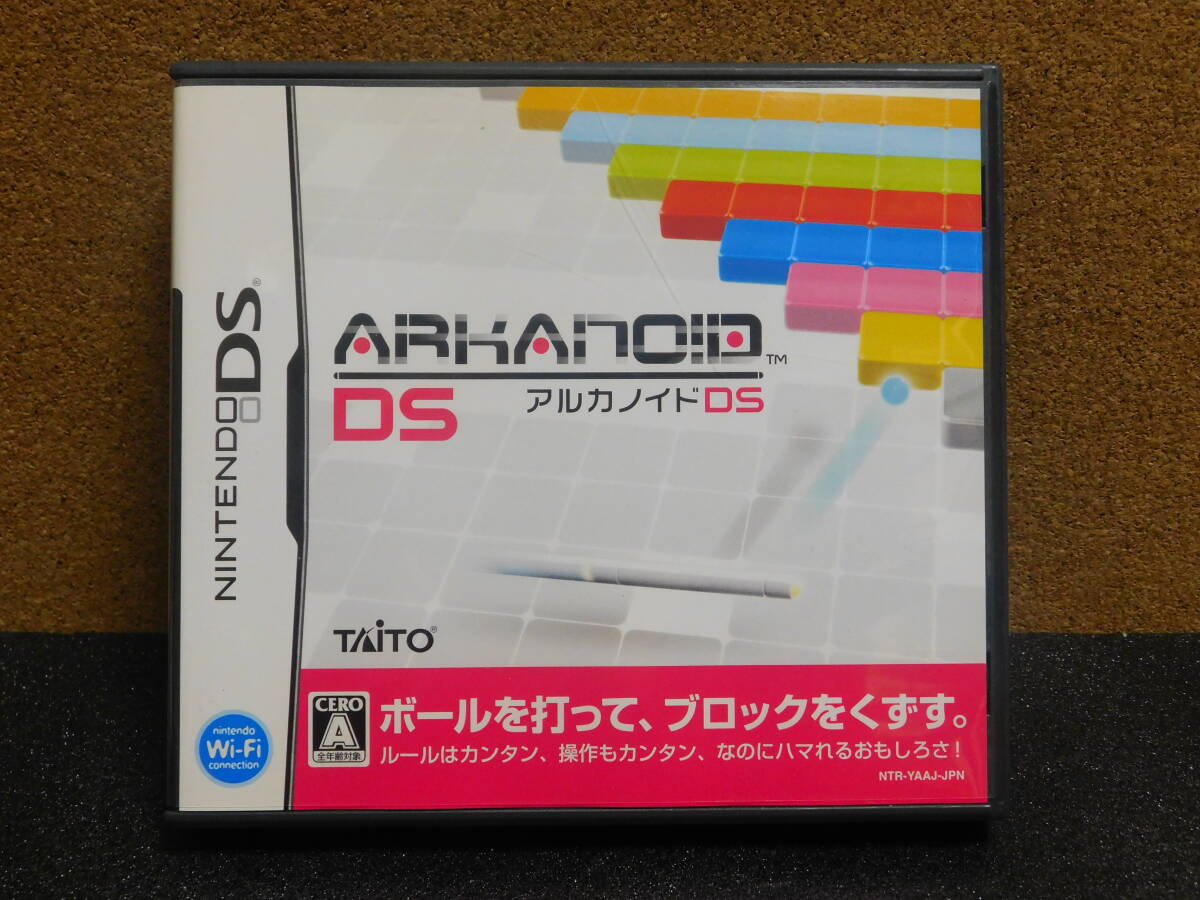 NINTENDO DS®
ARKANOID™
DS アルカノイドDS
TAITO®
nintendo
Wi-Fi
connection
CERO
A
全年齢対象
ボールを打って、ブロックをくずす。
ルールはカンタン、操作もカンタン、なのにハマれるおもしろさ!
NTR-YAAJ-JPN